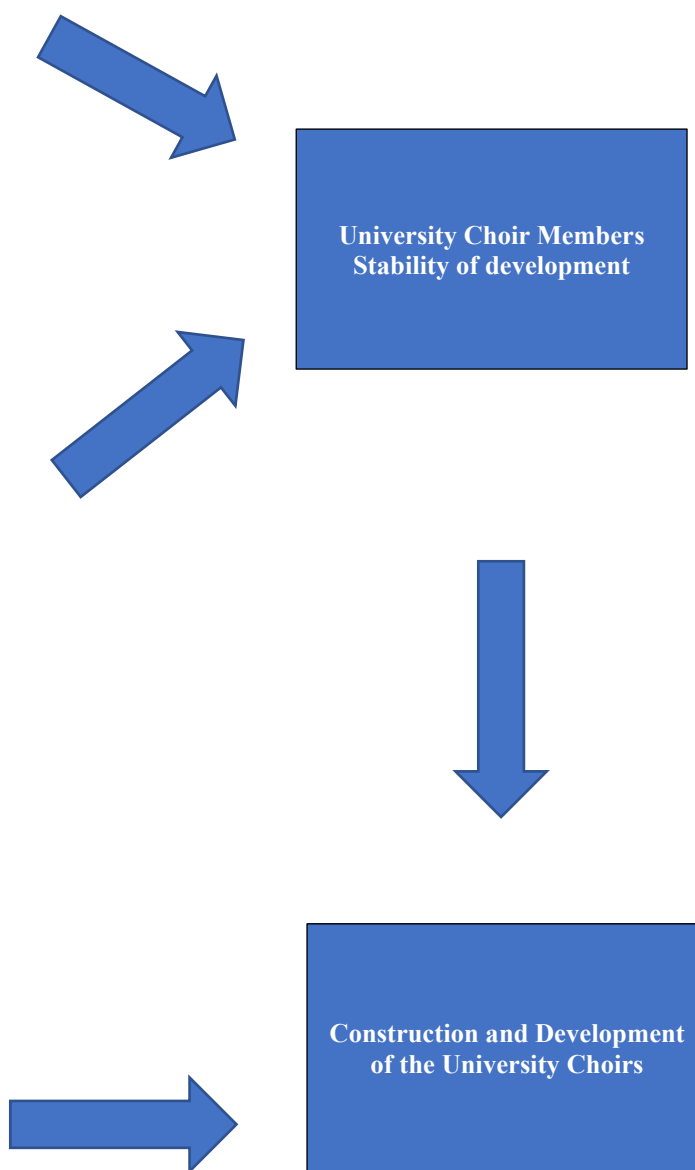 University Choir Members
Stability of development
Construction and Development
of the University Choirs